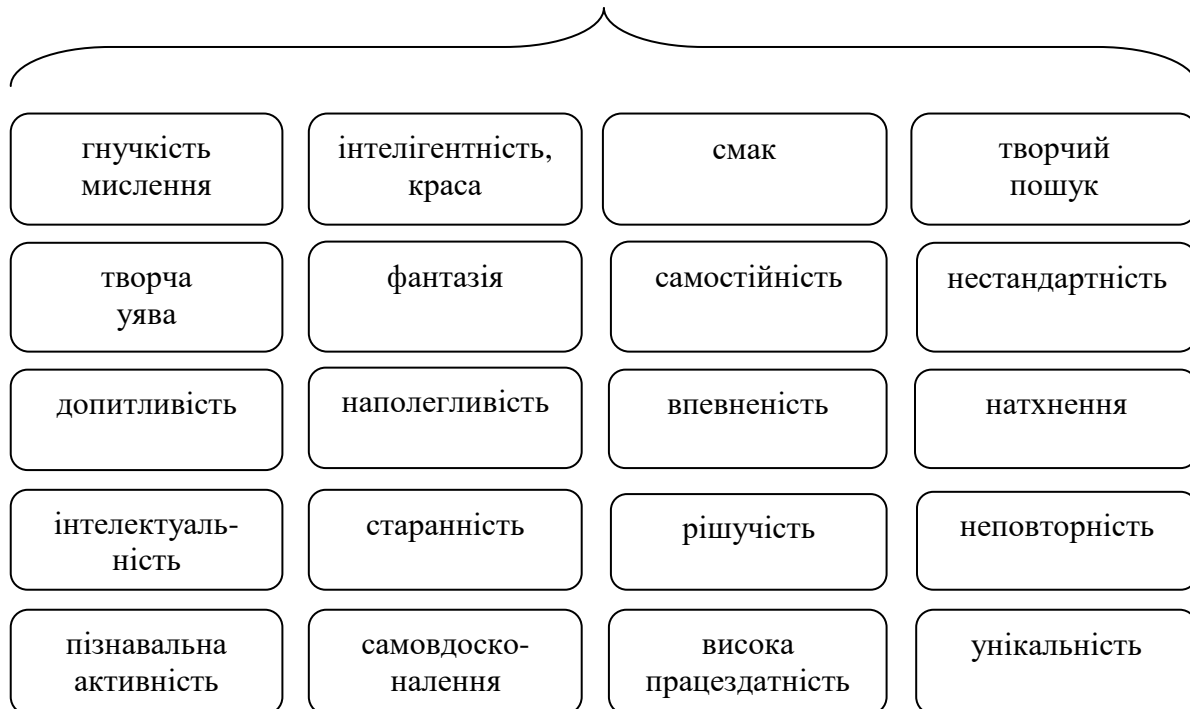 гнучкість
мислення
інтелігентність,
краса
смак
творчий
пошук
творча
уява
фантазія
самостійність
нестандартність
допитливість
наполегливість
впевненість
натхнення
інтелектуаль-
ність
старанність
рішучість
неповторність
пізнавальна
активність
самовдоско-
налення
висока
працездатність
унікальність